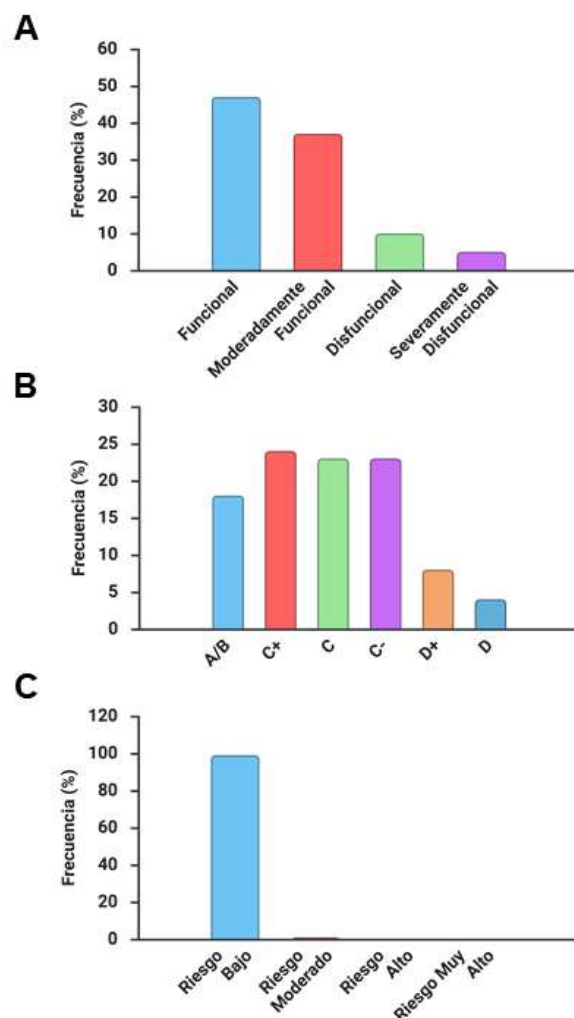 A
Frecuencia (%)
60
50
40
30
20
10
0
Funcional
Moderadamente
Funcional
Disfuncional
Severamente
Disfuncional
B
Frecuencia (%)
30
25
20
15
10
5
0
A/B
C+
C
C-
D+
D
C
Frecuencia (%)
120
100
80
60
40
20
0
Riesgo
Bajo
Riesgo
Moderado
Riesgo
Alto
Riesgo Muy
Alto